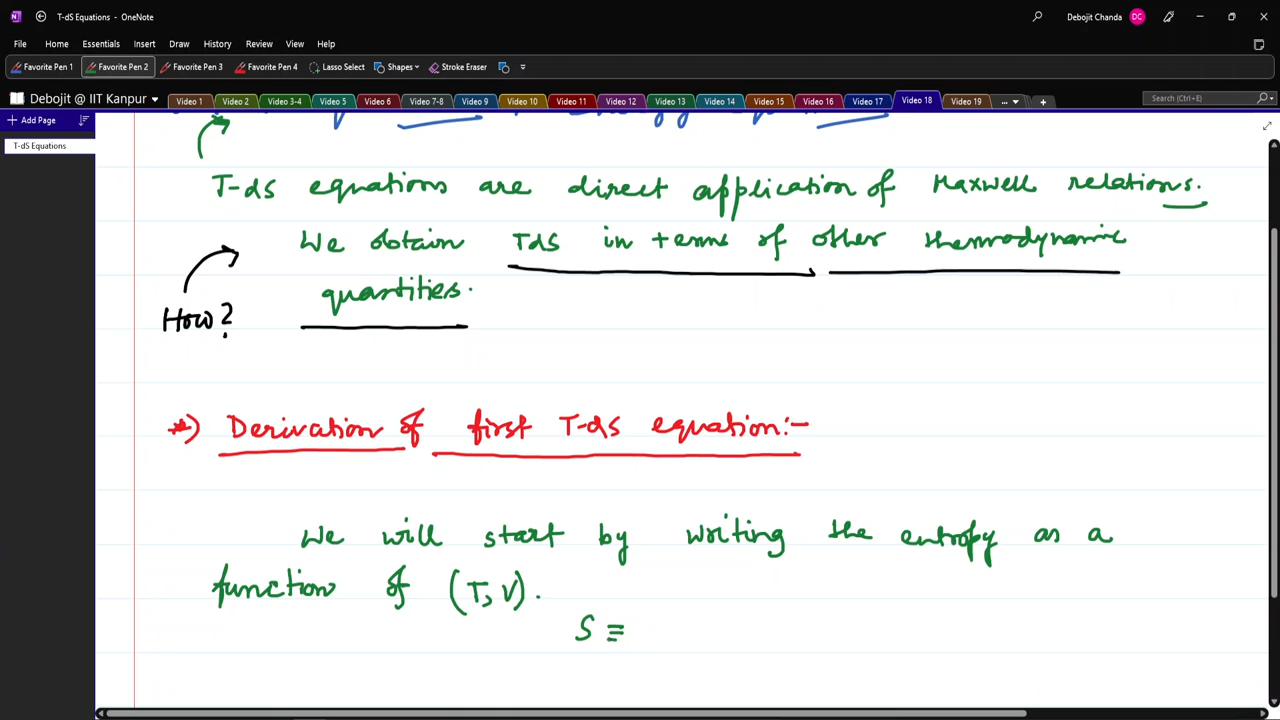 T-dS Equations - OneNote
Debojit Chanda DC
File Home Essentials Insert Draw History Review View Help
Favorite Pen 1 Favorite Pen 2 Favorite Pen 3 Favorite Pen 4 Lasso Select Shapes Stroke Eraser
Debojit @ IIT Kanpur Video 1 Video 2 Video 3-4 Video 5 Video 6 Video 7-8 Video 9 Video 10 Video 11 Video 12 Video 13 Video 14 Video 15 Video 16 Video 17 Video 18 Video 19 ... Search (Ctrl+E)
Add Page
T-dS Equations
T-ds equations are direct application of Maxwell relations.
We obtain Tds in terms of other thermodynamic
quantities.
How?
*) Derivation of first T-ds equation:-
We will start by writing the entropy as a
function of (T, V).
S ≡